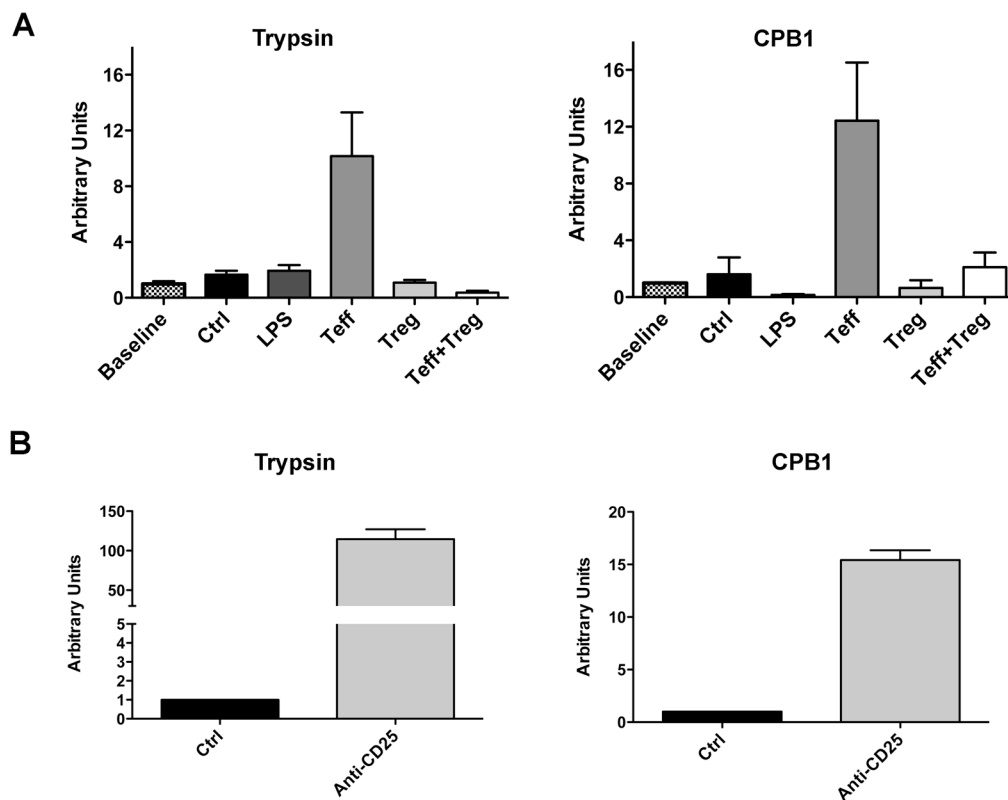 A
Trypsin
Arbitrary Units
16
12
8
4
0
Baseline
Ctrl
LPS
Teff
Treg
Teff+Treg
CPB1
Arbitrary Units
16
12
8
4
0
Baseline
Ctrl
LPS
Teff
Treg
Teff+Treg
B
Trypsin
Arbitrary Units
150
100
50
5
4
3
2
1
0
Ctrl
Anti-CD25
CPB1
Arbitrary Units
20
15
10
5
0
Ctrl
Anti-CD25